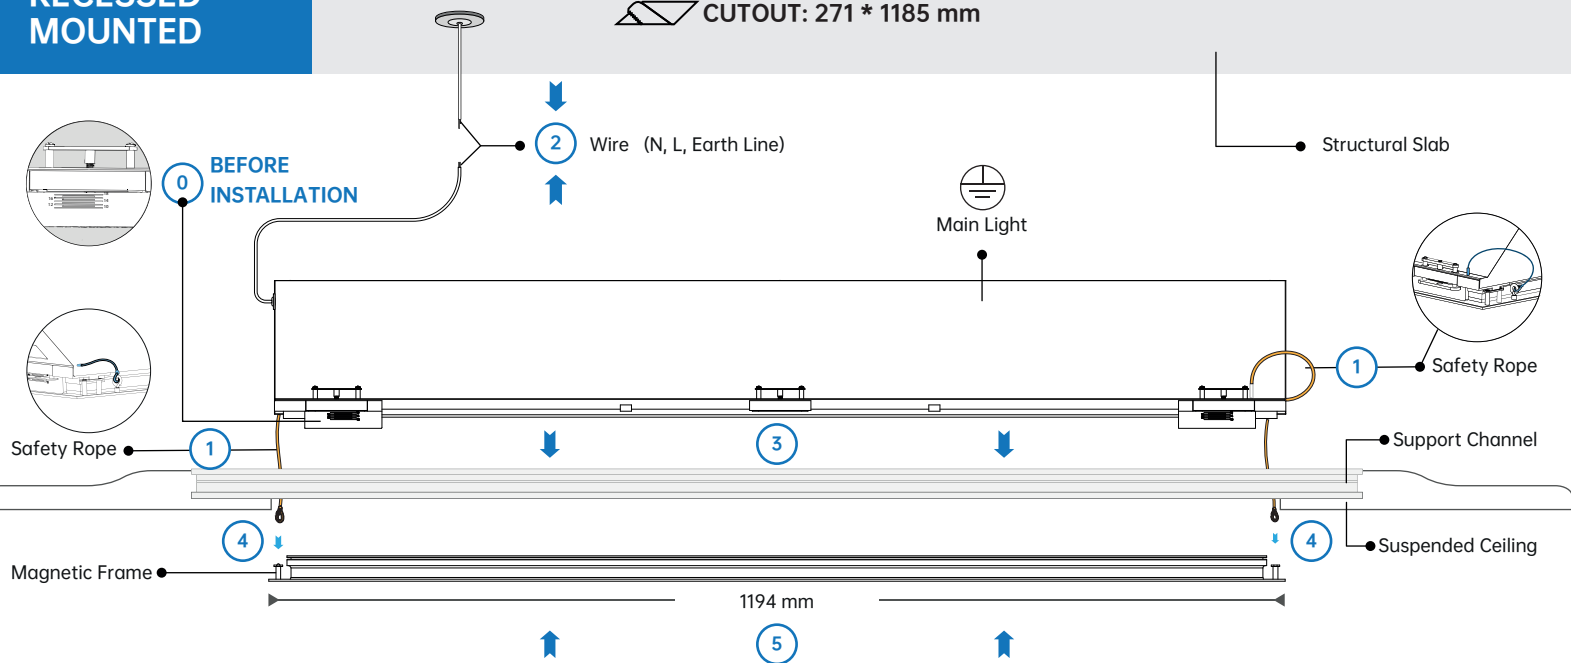 RECESSED
MOUNTED
CUTOUT: 271 * 1185 mm
2
Wire (N, L, Earth Line)
Structural Slab
0
BEFORE
INSTALLATION
Main Light
1
Safety Rope
Safety Rope
1
3
Support Channel
4
4
Suspended Ceiling
Magnetic Frame
1194 mm
5